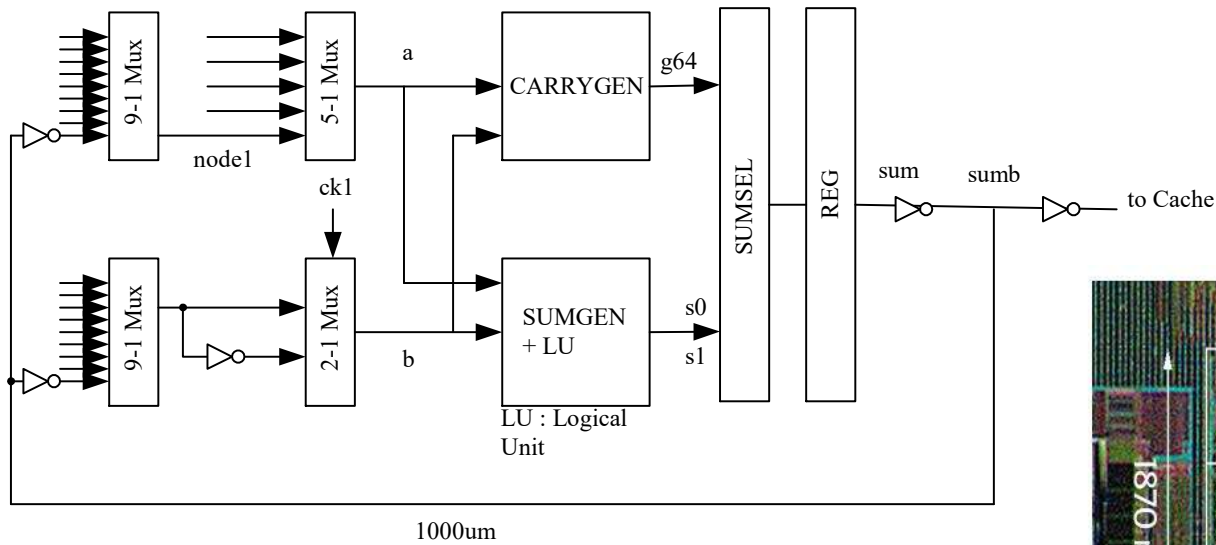 9-1 Mux
5-1 Mux
a
CARRYGEN
g64
node1
ck1
SUMSEL
REG
sum
sumb
to Cache
9-1 Mux
2-1 Mux
b
SUMGEN
+ LU
s0
s1
LU : Logical
Unit
1000um
1870